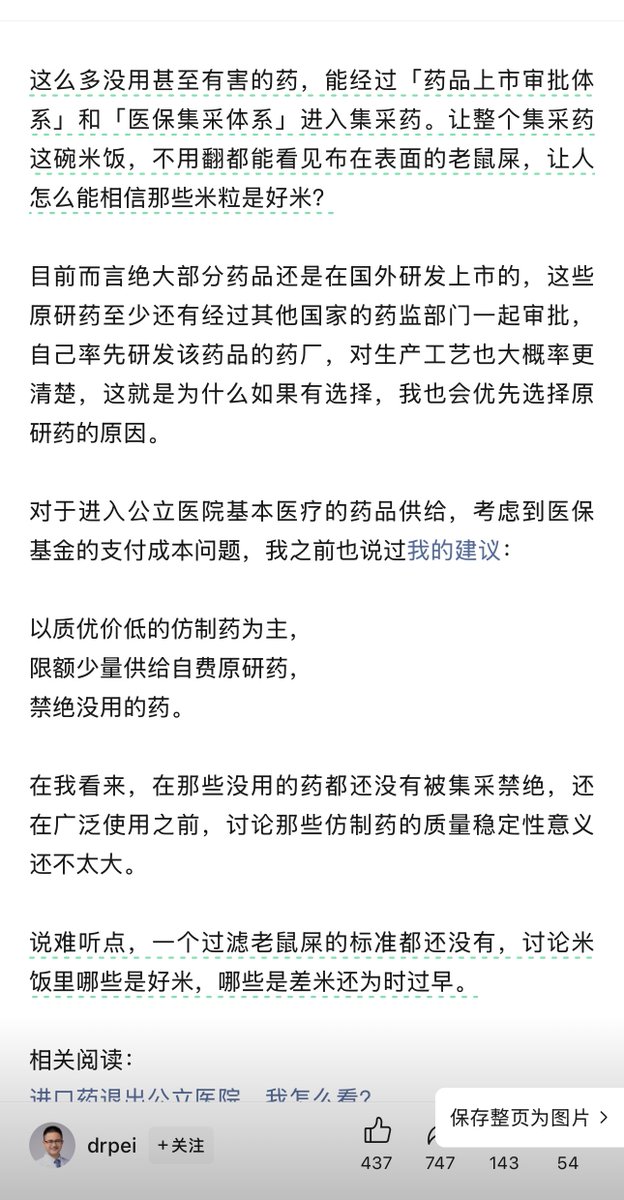 这么多没用甚至有害的药，能经过「药品上市审批体
系」和「医保集采体系」进入集采药。让整个集采药
这碗米饭，不用翻都能看见布在表面的老鼠屎，让人
怎么能相信那些米粒是好米？
目前而言绝大部分药品还是在国外研发上市的，这些
原研药至少还有经过其他国家的药监部门一起审批，
自己率先研发该药品的药厂，对生产工艺也大概率更
清楚，这就是为什么如果有选择，我也会优先选择原
研药的原因。
对于进入公立医院基本医疗的药品供给，考虑到医保
基金的支付成本问题，我之前也说过我的建议：
以质优价低的仿制药为主，
限额少量供给自费原研药，
禁绝没用的药。
在我看来，在那些没用的药都还没有被集采禁绝，还
在广泛使用之前，讨论那些仿制药的质量稳定性意义
还不太大。
说难听点，一个过滤老鼠屎的标准都还没有，讨论米
饭里哪些是好米，哪些是差米还为时过早。
相关阅读：
进口药退出公立医院，我怎么看？
保存整页为图片 >
drpei
+关注
437
747
143
54